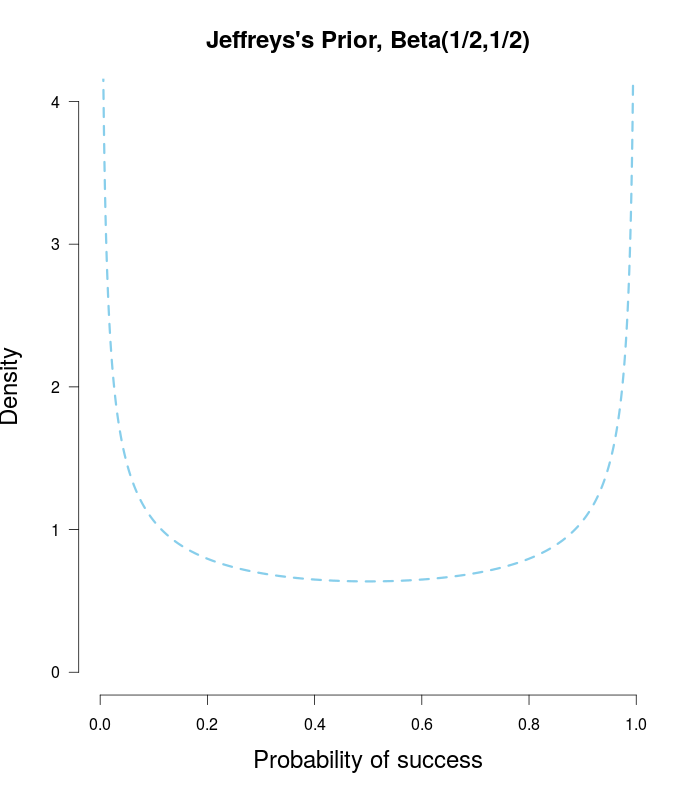 Jeffreys's Prior, Beta(1/2,1/2)
4
3
2
1
0
Density
0.0 0.2 0.4 0.6 0.8 1.0
Probability of success